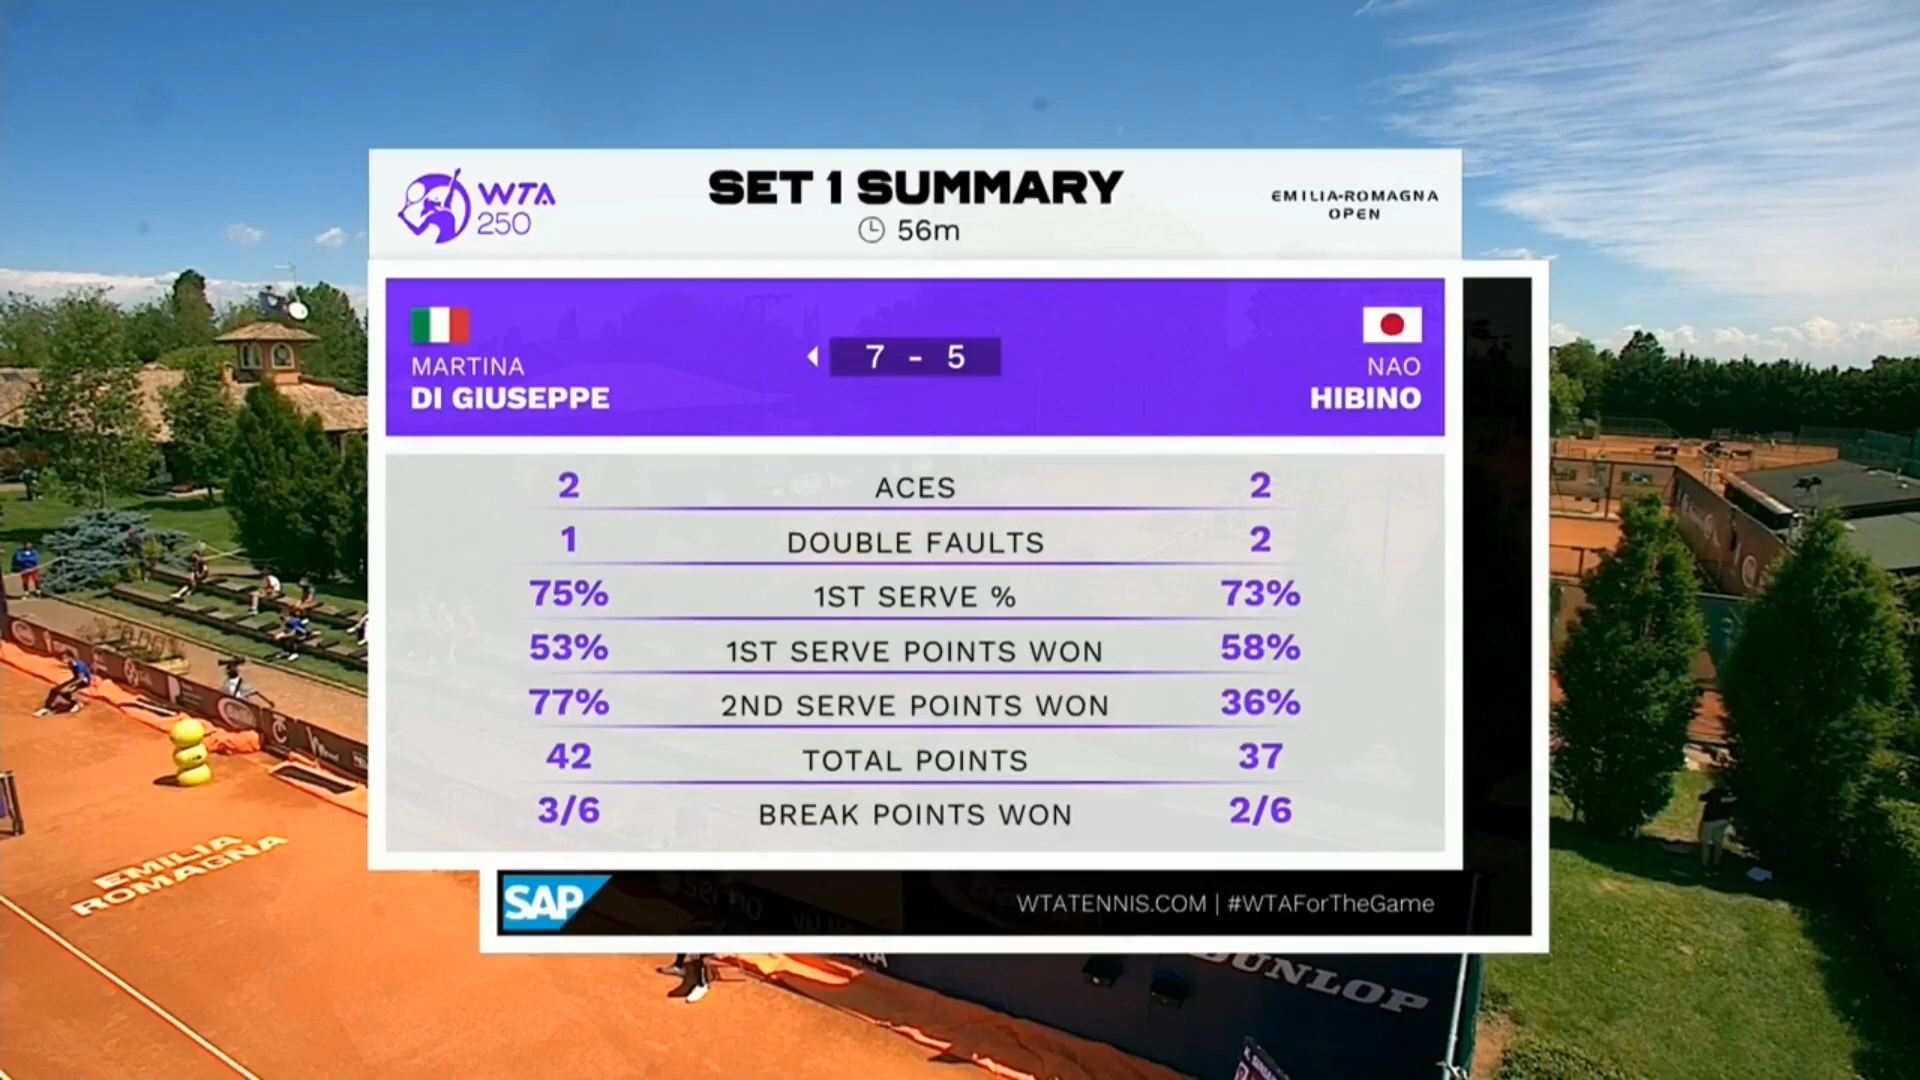 WTA
250
SET 1 SUMMARY
56m
EMILIA-ROMAGNA
OPEN
MARTINA
DI GIUSEPPE
7 - 5
NAO
HIBINO
2 ACES 2
1 DOUBLE FAULTS 2
75% 1ST SERVE % 73%
53% 1ST SERVE POINTS WON 58%
77% 2ND SERVE POINTS WON 36%
42 TOTAL POINTS 37
3/6 BREAK POINTS WON 2/6
SAP
WTATENNIS.COM | #WTAForTheGame
EMILIA
ROMAGNA
DUNLOP